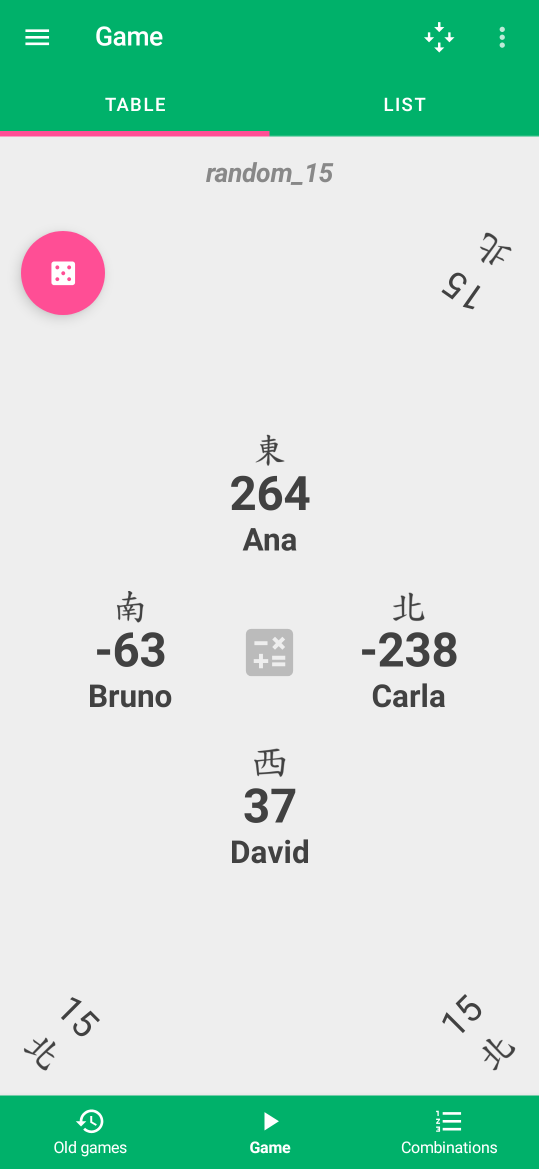 Game
TABLE
LIST
random_15
北
15
東
264
Ana
南
-63
Bruno
北
-238
Carla
西
37
David
15
北
15
北
Old games
Game
Combinations